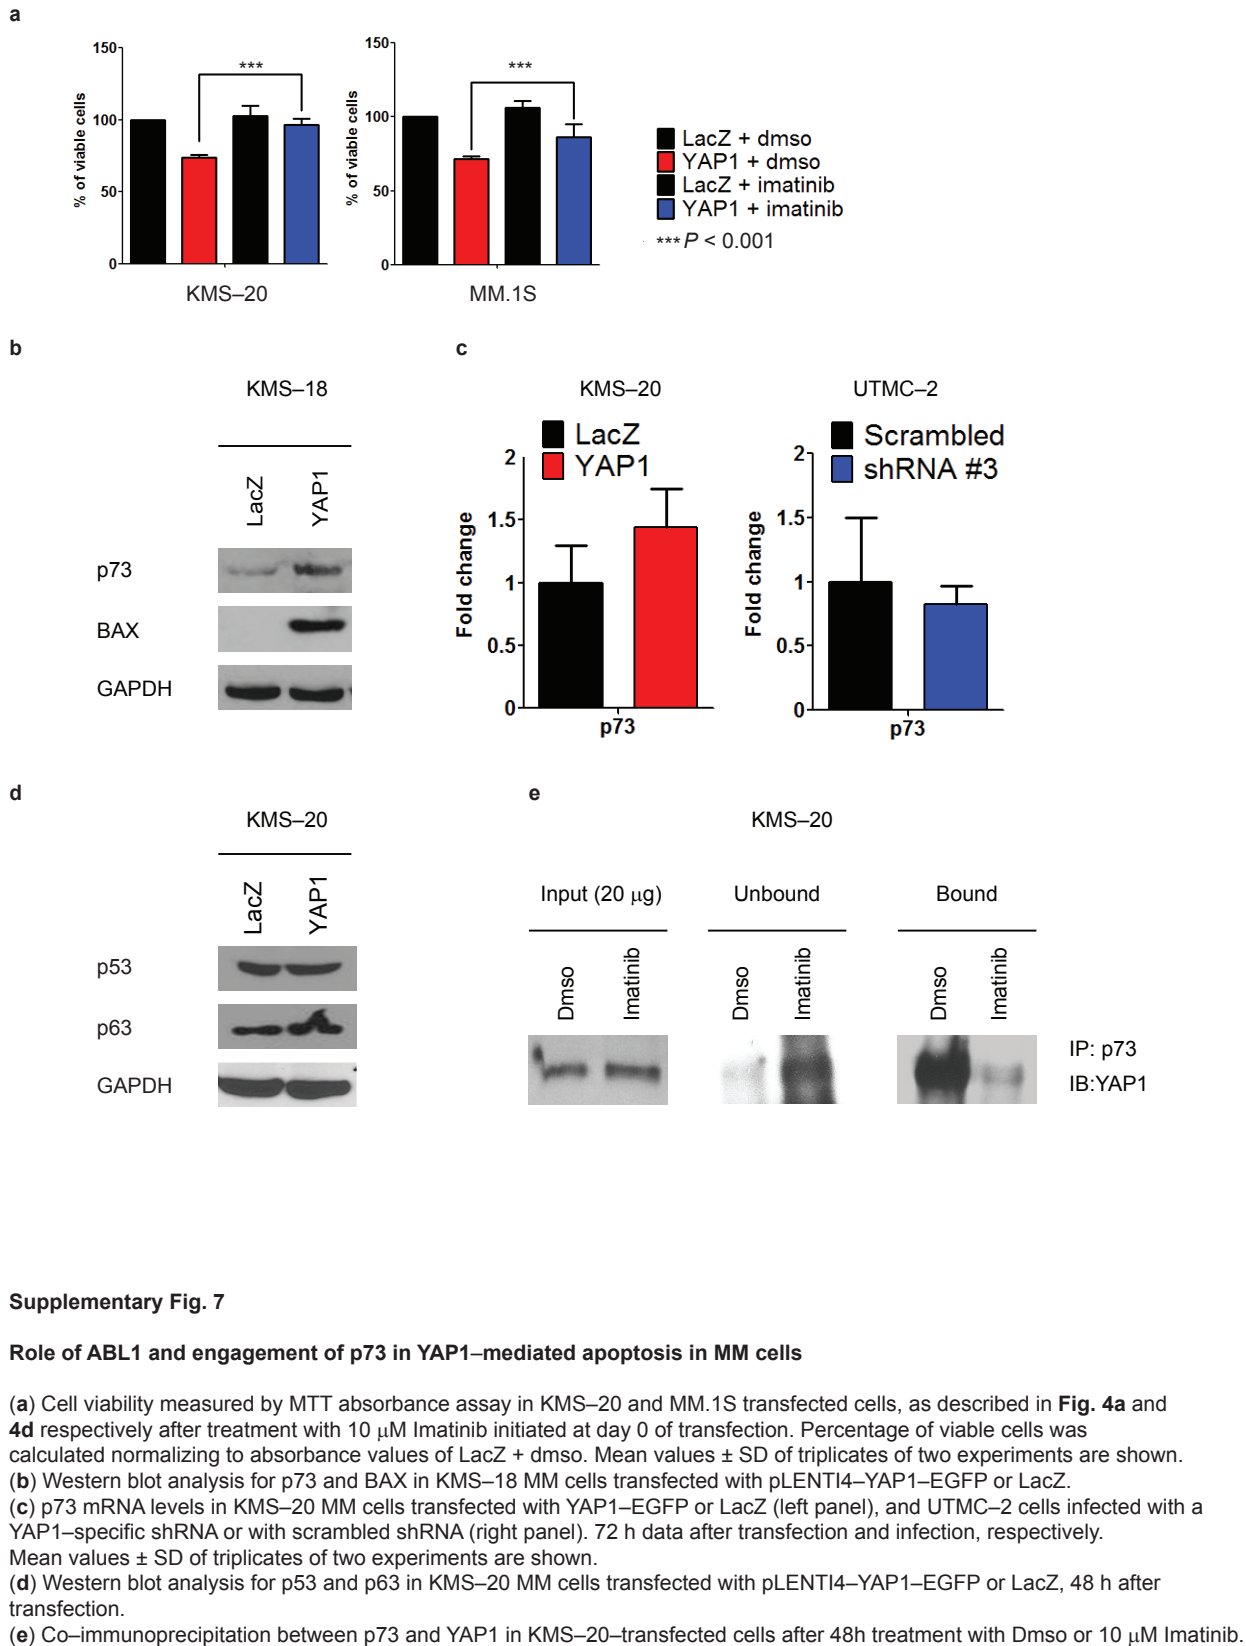 a
150
100
50
0
% of viable cells
***
KMS–20
150
100
50
0
% of viable cells
***
MM.1S
LacZ + dmso
YAP1 + dmso
LacZ + imatinib
YAP1 + imatinib
*** P < 0.001
b
KMS–18
LacZ
YAP1
p73
BAX
GAPDH
c
KMS–20
LacZ
YAP1
2
1.5
1
0.5
0
Fold change
p73
UTMC–2
Scrambled
shRNA #3
2
1.5
1
0.5
0
Fold change
p73
d
KMS–20
LacZ
YAP1
p53
p63
GAPDH
e
KMS–20
Input (20 μg)
Unbound
Bound
Dmso
Imatinib
Dmso
Imatinib
Dmso
Imatinib
IP: p73
IB:YAP1
Supplementary Fig. 7
Role of ABL1 and engagement of p73 in YAP1–mediated apoptosis in MM cells
(a) Cell viability measured by MTT absorbance assay in KMS–20 and MM.1S transfected cells, as described in Fig. 4a and
4d respectively after treatment with 10 μM Imatinib initiated at day 0 of transfection. Percentage of viable cells was
calculated normalizing to absorbance values of LacZ + dmso. Mean values ± SD of triplicates of two experiments are shown.
(b) Western blot analysis for p73 and BAX in KMS–18 MM cells transfected with pLENTI4–YAP1–EGFP or LacZ.
(c) p73 mRNA levels in KMS–20 MM cells transfected with YAP1–EGFP or LacZ (left panel), and UTMC–2 cells infected with a
YAP1–specific shRNA or with scrambled shRNA (right panel). 72 h data after transfection and infection, respectively.
Mean values ± SD of triplicates of two experiments are shown.
(d) Western blot analysis for p53 and p63 in KMS–20 MM cells transfected with pLENTI4–YAP1–EGFP or LacZ, 48 h after
transfection.
(e) Co–immunoprecipitation between p73 and YAP1 in KMS–20–transfected cells after 48h treatment with Dmso or 10 μM Imatinib.